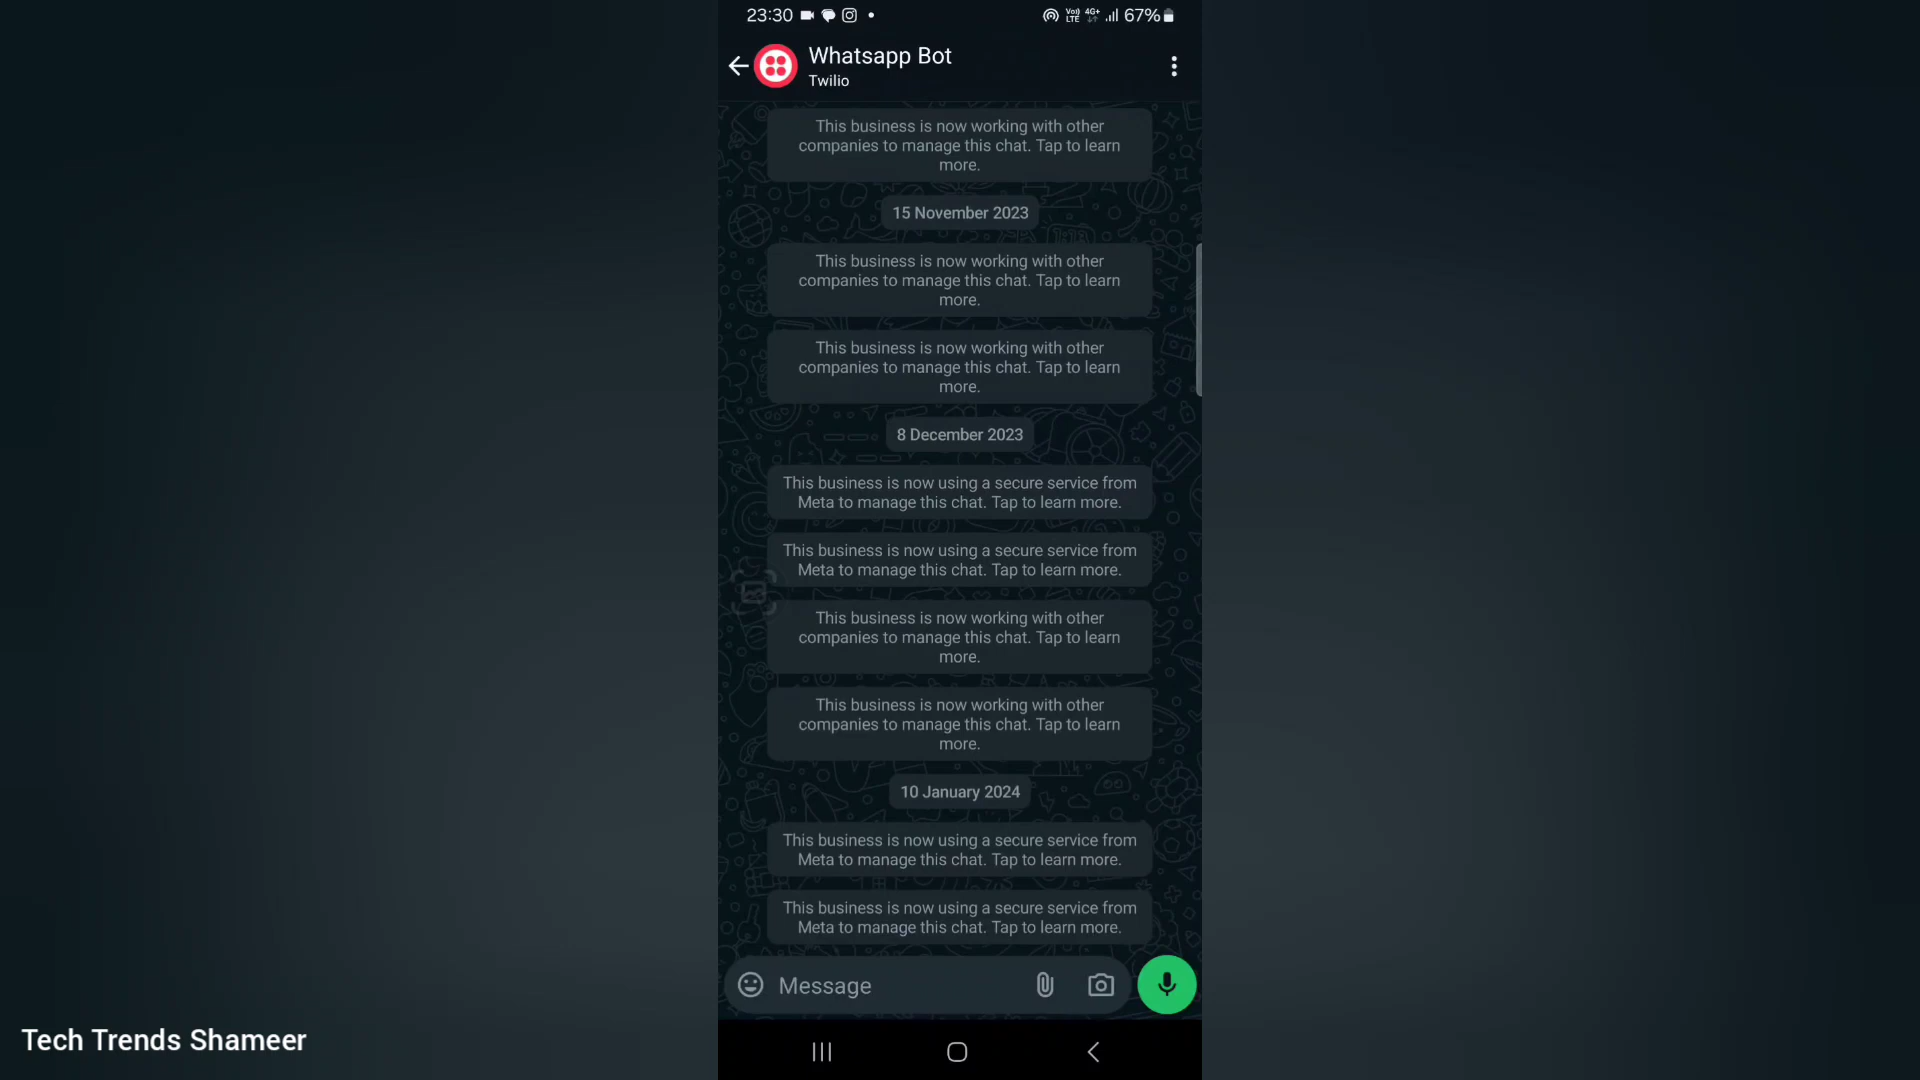 23:30
Vo)) LTE 4G+ 67%
Whatsapp Bot
Twilio
This business is now working with other
companies to manage this chat. Tap to learn
more.
15 November 2023
This business is now working with other
companies to manage this chat. Tap to learn
more.
This business is now working with other
companies to manage this chat. Tap to learn
more.
8 December 2023
This business is now using a secure service from
Meta to manage this chat. Tap to learn more.
This business is now using a secure service from
Meta to manage this chat. Tap to learn more.
This business is now working with other
companies to manage this chat. Tap to learn
more.
This business is now working with other
companies to manage this chat. Tap to learn
more.
10 January 2024
This business is now using a secure service from
Meta to manage this chat. Tap to learn more.
This business is now using a secure service from
Meta to manage this chat. Tap to learn more.
Message
Tech Trends Shameer